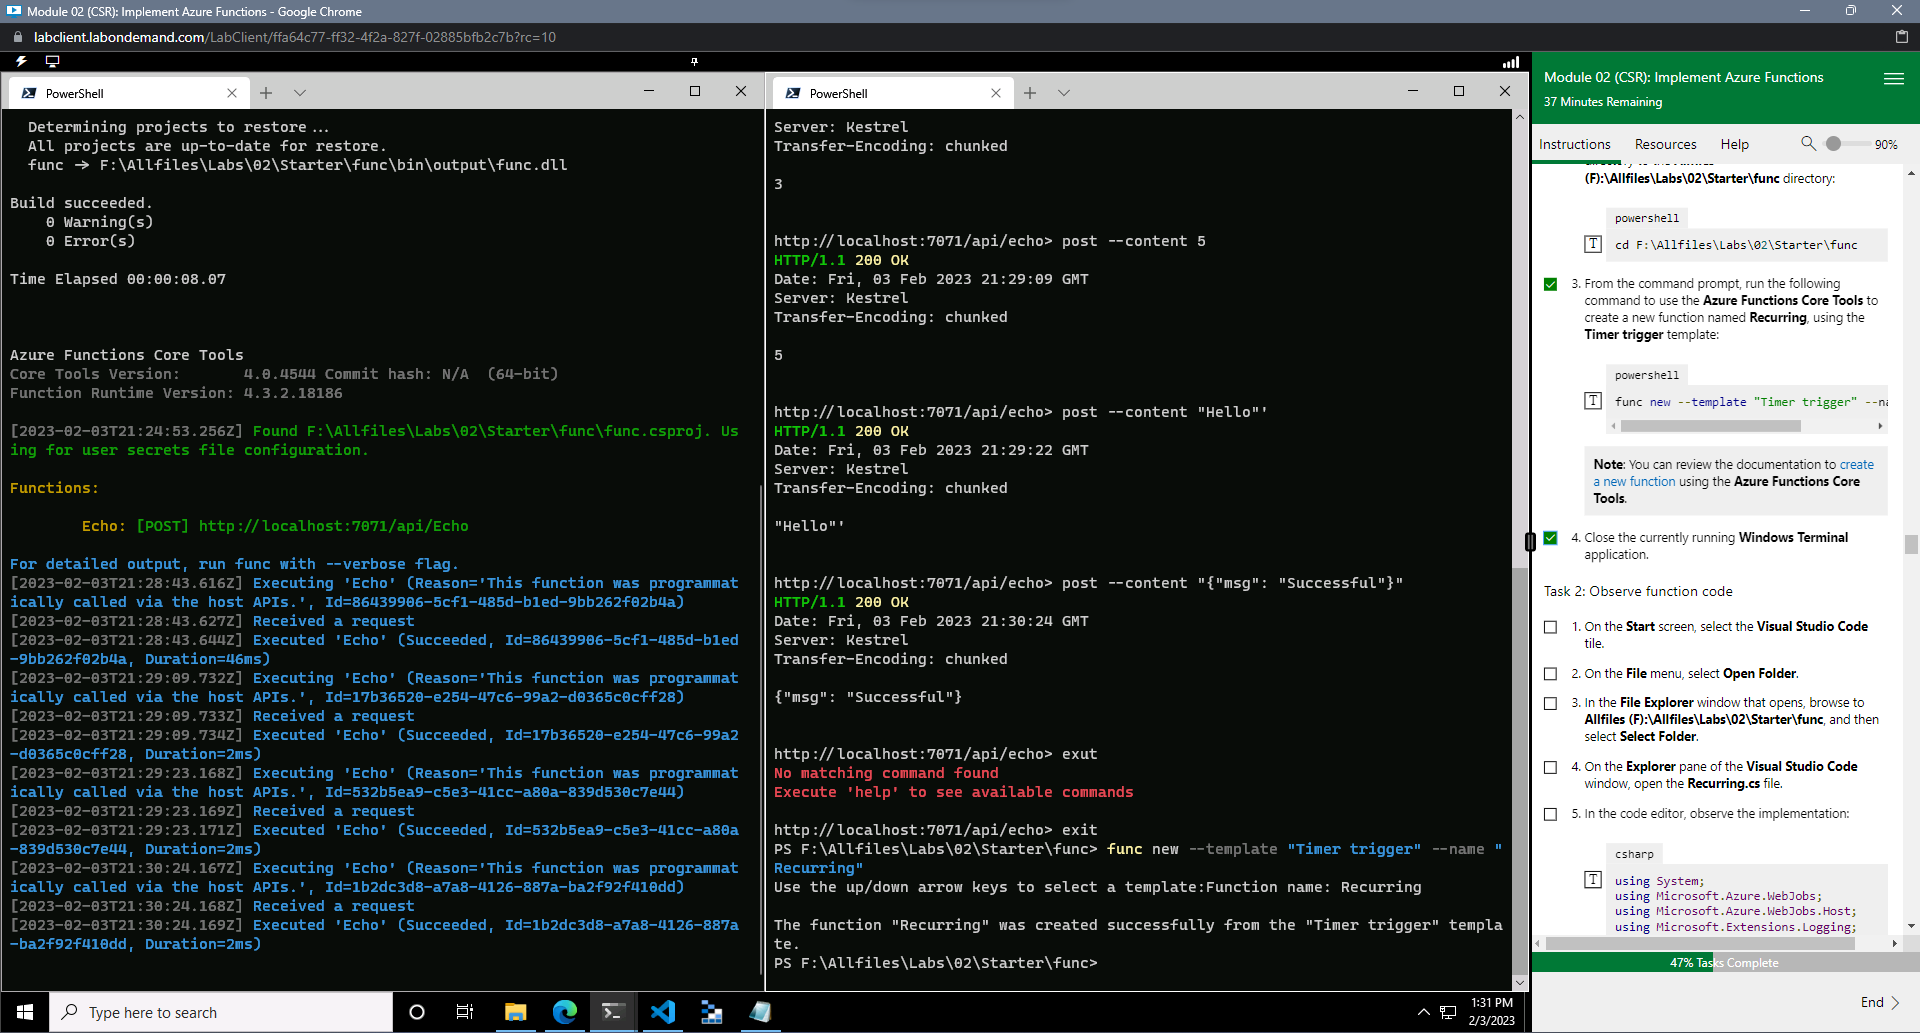 Module 02 (CSR): Implement Azure Functions - Google Chrome
labclient.labondemand.com/LabClient/ffa64c77-ff32-4f2a-827f-02885bfb2c7b?rc=10
PowerShell
Determining projects to restore...
All projects are up-to-date for restore.
func -> F:\Allfiles\Labs\02\Starter\func\bin\output\func.dll
Build succeeded.
0 Warning(s)
0 Error(s)
Time Elapsed 00:00:08.07
Azure Functions Core Tools
Core Tools Version:       4.0.4544 Commit hash: N/A  (64-bit)
Function Runtime Version: 4.3.2.18186
[2023-02-03T21:24:53.256Z] Found F:\Allfiles\Labs\02\Starter\func\func.csproj. Us
ing for user secrets file configuration.
Functions:
Echo: [POST] http://localhost:7071/api/Echo
For detailed output, run func with --verbose flag.
[2023-02-03T21:28:43.616Z] Executing 'Echo' (Reason='This function was programmat
ically called via the host APIs.', Id=86439906-5cf1-485d-b1ed-9bb262f02b4a)
[2023-02-03T21:28:43.627Z] Received a request
[2023-02-03T21:28:43.644Z] Executed 'Echo' (Succeeded, Id=86439906-5cf1-485d-b1ed
-9bb262f02b4a, Duration=46ms)
[2023-02-03T21:29:09.732Z] Executing 'Echo' (Reason='This function was programmat
ically called via the host APIs.', Id=17b36520-e254-47c6-99a2-d0365c0cff28)
[2023-02-03T21:29:09.733Z] Received a request
[2023-02-03T21:29:09.734Z] Executed 'Echo' (Succeeded, Id=17b36520-e254-47c6-99a2
-d0365c0cff28, Duration=2ms)
[2023-02-03T21:29:23.168Z] Executing 'Echo' (Reason='This function was programmat
ically called via the host APIs.', Id=532b5ea9-c5e3-41cc-a80a-839d530c7e44)
[2023-02-03T21:29:23.169Z] Received a request
[2023-02-03T21:29:23.171Z] Executed 'Echo' (Succeeded, Id=532b5ea9-c5e3-41cc-a80a
-839d530c7e44, Duration=2ms)
[2023-02-03T21:30:24.167Z] Executing 'Echo' (Reason='This function was programmat
ically called via the host APIs.', Id=1b2dc3d8-a7a8-4126-887a-ba2f92f410dd)
[2023-02-03T21:30:24.168Z] Received a request
[2023-02-03T21:30:24.169Z] Executed 'Echo' (Succeeded, Id=1b2dc3d8-a7a8-4126-887a
-ba2f92f410dd, Duration=2ms)
PowerShell
Server: Kestrel
Transfer-Encoding: chunked
3
http://localhost:7071/api/echo> post --content 5
HTTP/1.1 200 OK
Date: Fri, 03 Feb 2023 21:29:09 GMT
Server: Kestrel
Transfer-Encoding: chunked
5
http://localhost:7071/api/echo> post --content "Hello"'
HTTP/1.1 200 OK
Date: Fri, 03 Feb 2023 21:29:22 GMT
Server: Kestrel
Transfer-Encoding: chunked
"Hello"'
http://localhost:7071/api/echo> post --content "{"msg": "Successful"}"
HTTP/1.1 200 OK
Date: Fri, 03 Feb 2023 21:30:24 GMT
Server: Kestrel
Transfer-Encoding: chunked
{"msg": "Successful"}
http://localhost:7071/api/echo> exut
No matching command found
Execute 'help' to see available commands
http://localhost:7071/api/echo> exit
PS F:\Allfiles\Labs\02\Starter\func> func new --template "Timer trigger" --name "
Recurring"
Use the up/down arrow keys to select a template:Function name: Recurring
The function "Recurring" was created successfully from the "Timer trigger" templa
te.
PS F:\Allfiles\Labs\02\Starter\func>
Module 02 (CSR): Implement Azure Functions
37 Minutes Remaining
Instructions Resources Help 90%
(F):\Allfiles\Labs\02\Starter\func directory:
powershell
T cd F:\Allfiles\Labs\02\Starter\func
3. From the command prompt, run the following
command to use the Azure Functions Core Tools to
create a new function named Recurring, using the
Timer trigger template:
powershell
T func new --template "Timer trigger" --na
Note: You can review the documentation to create
a new function using the Azure Functions Core
Tools.
4. Close the currently running Windows Terminal
application.
Task 2: Observe function code
1. On the Start screen, select the Visual Studio Code
tile.
2. On the File menu, select Open Folder.
3. In the File Explorer window that opens, browse to
Allfiles (F):\Allfiles\Labs\02\Starter\func, and then
select Select Folder.
4. On the Explorer pane of the Visual Studio Code
window, open the Recurring.cs file.
5. In the code editor, observe the implementation:
csharp
T using System;
using Microsoft.Azure.WebJobs;
using Microsoft.Azure.WebJobs.Host;
using Microsoft.Extensions.Logging;
47% Tasks Complete
End
Type here to search
1:31 PM
2/3/2023